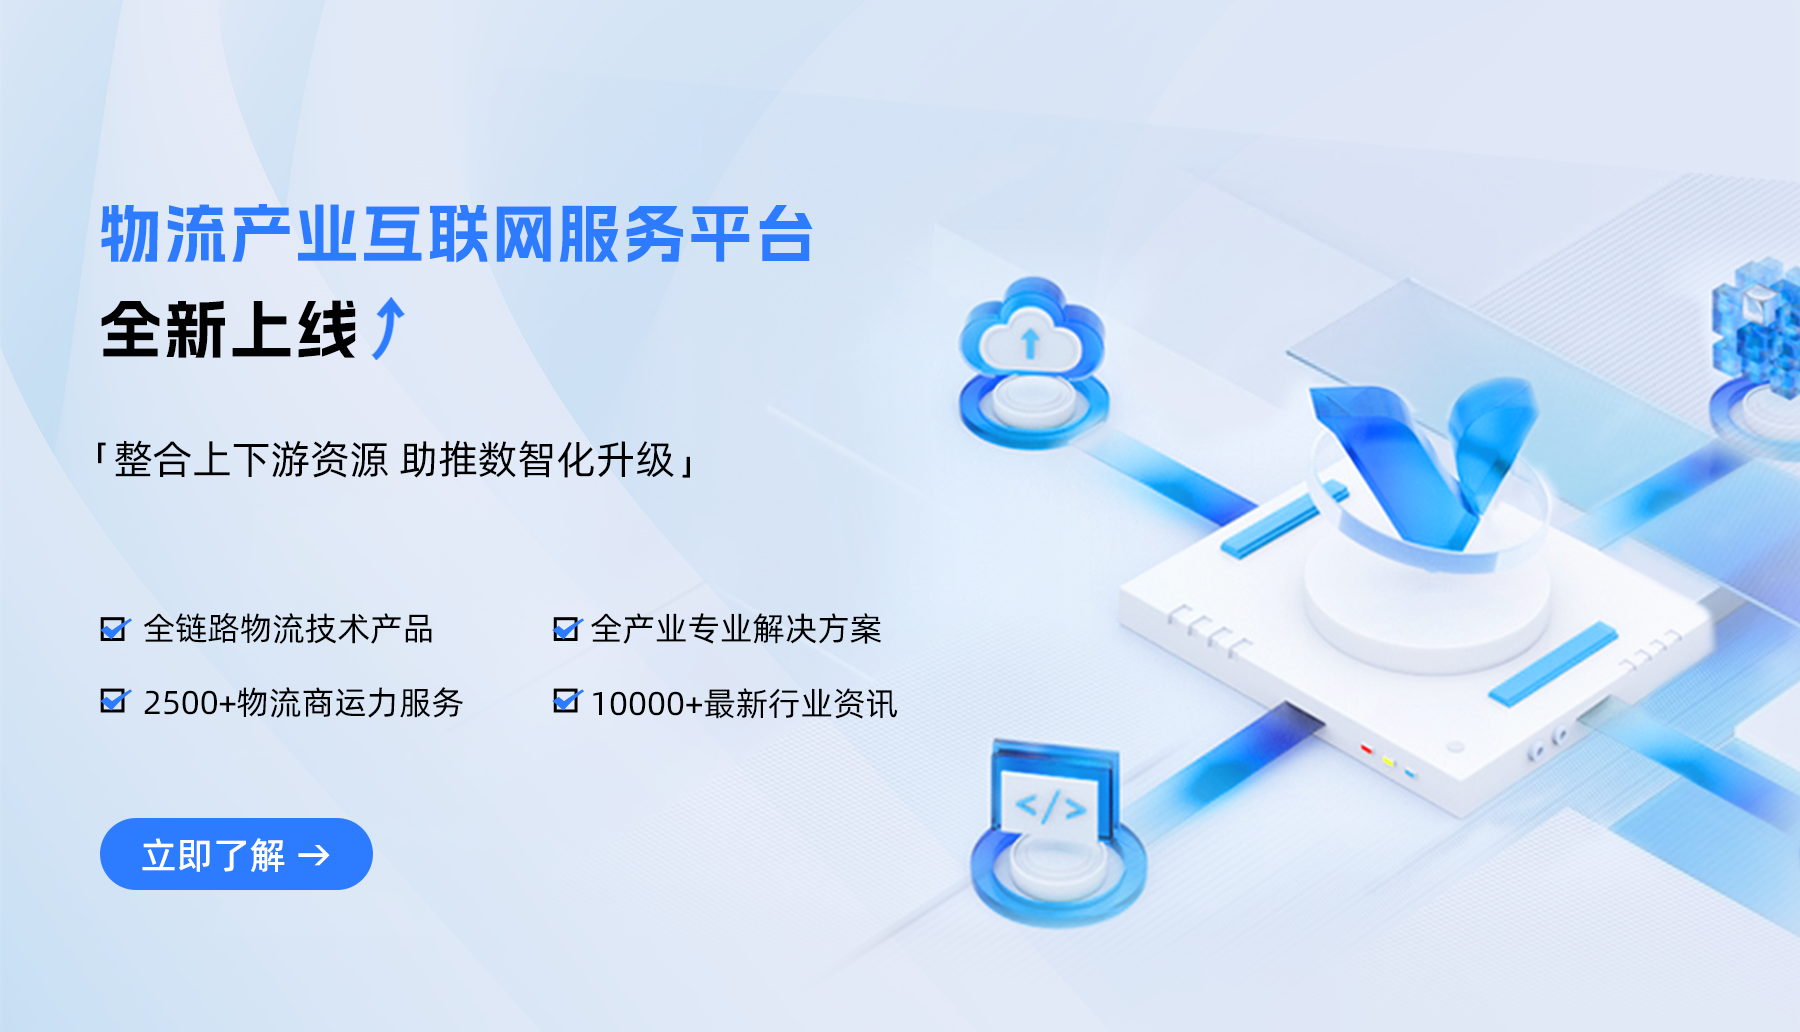 物流产业互联网服务平台
全新上线
「整合上下游资源 助推数智化升级」
全链路物流技术产品
全产业专业解决方案
2500+物流商运力服务
10000+最新行业资讯
立即了解 →
</>